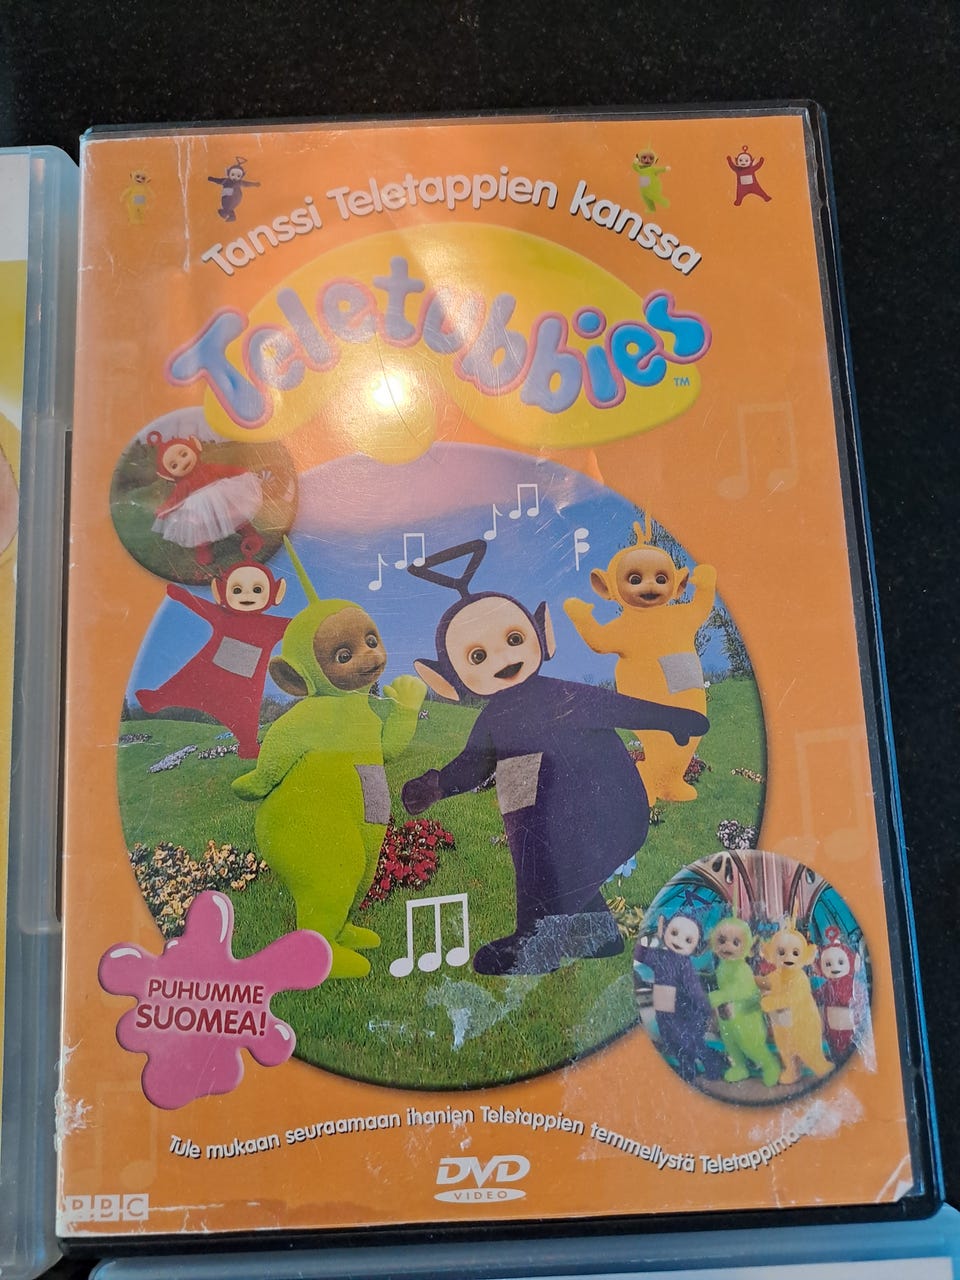 Tanssi Teletappien kanssa
Teletubbies
TM
PUHUMME
SUOMEA!
Tule mukaan seuraamaan ihanien Teletappien temmellystä
DVD
VIDEO
BBC